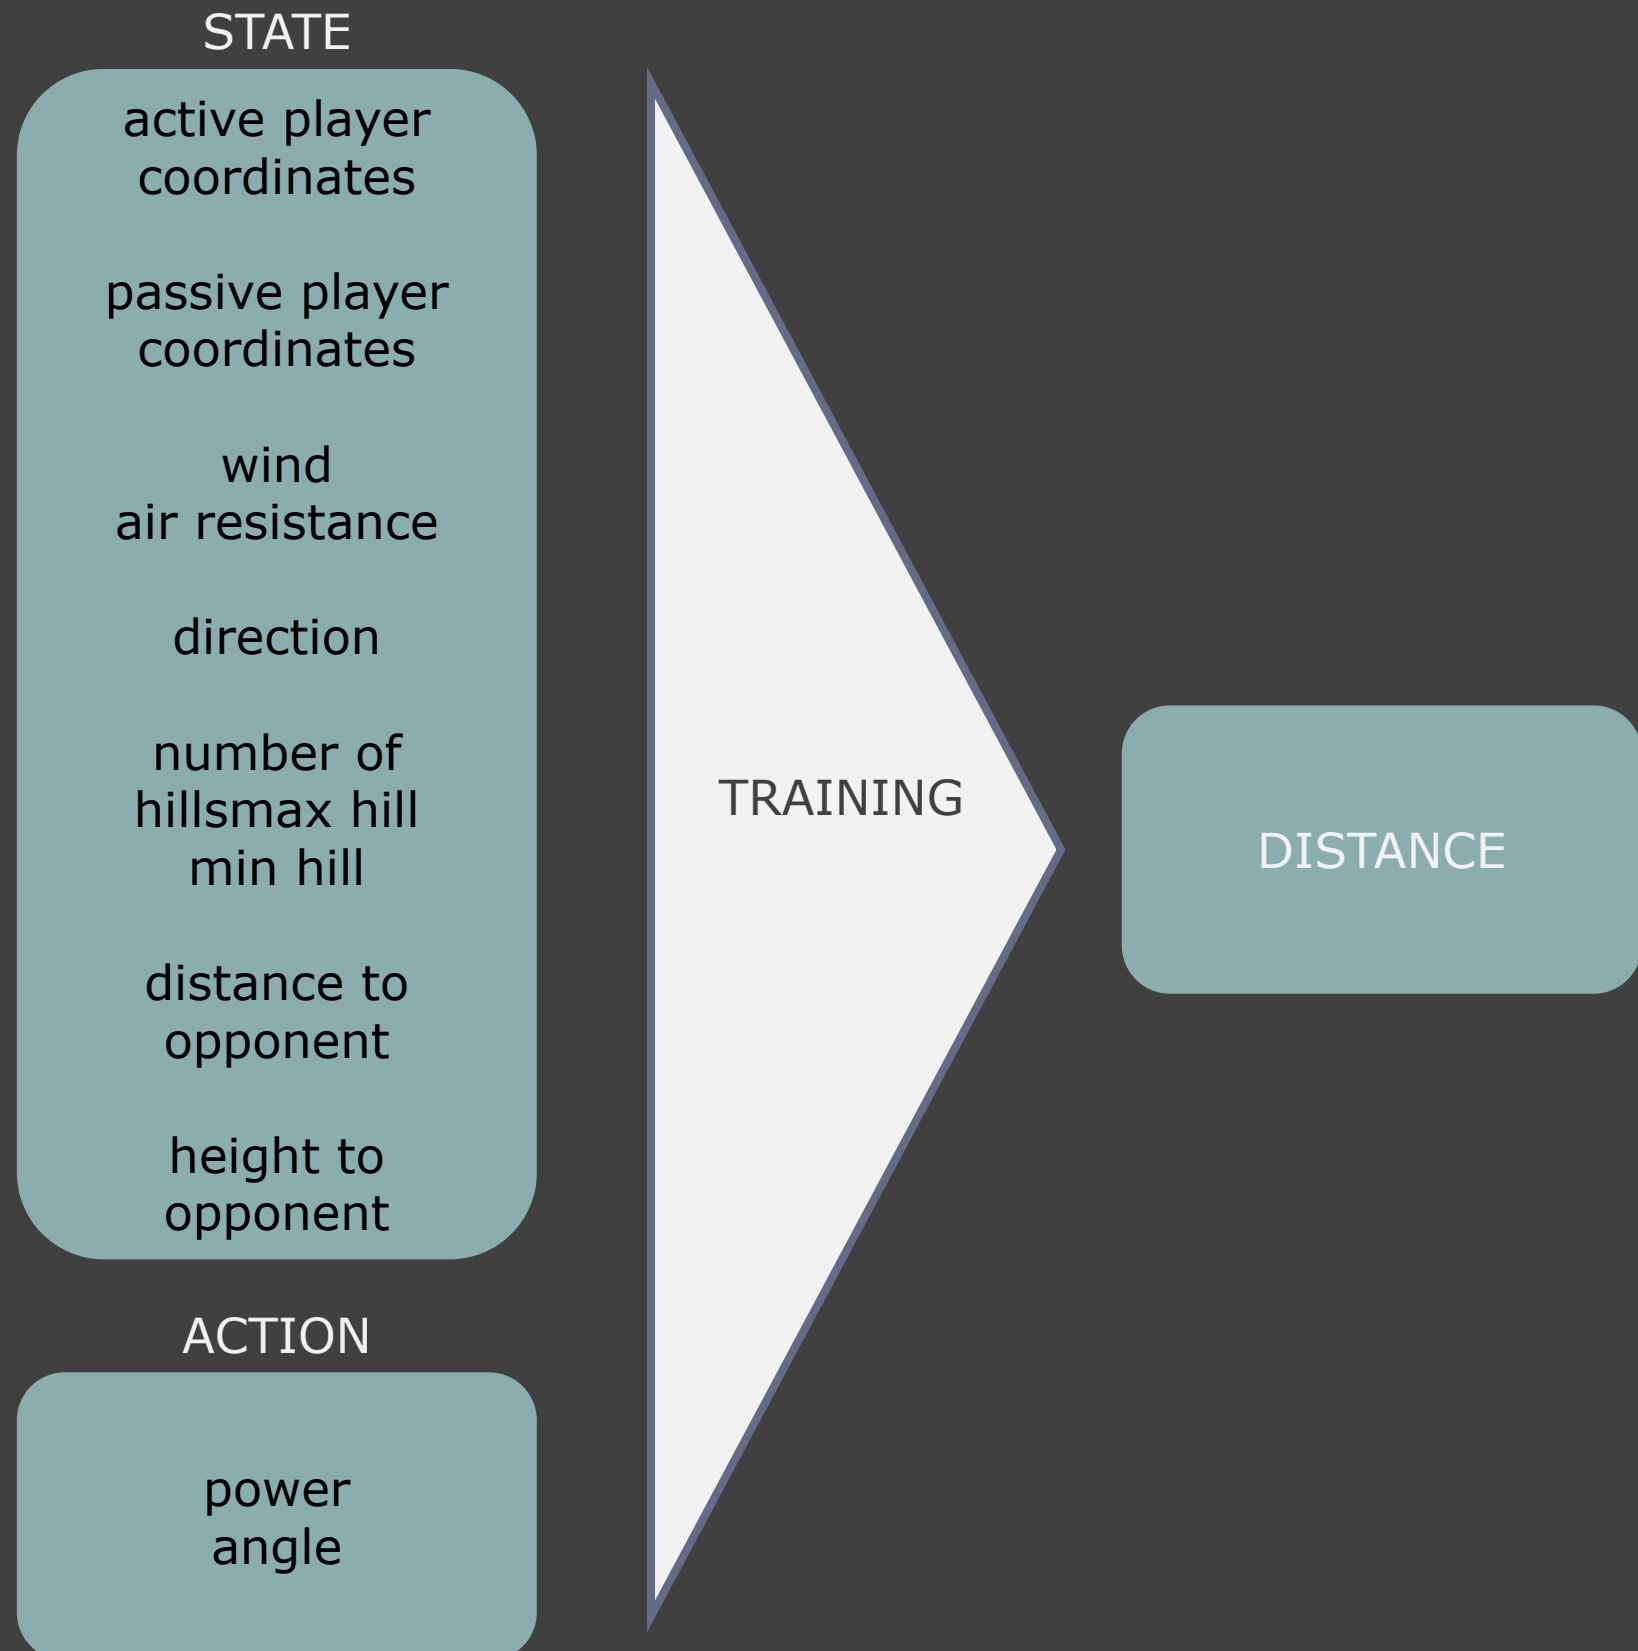 STATE
active player
coordinates
passive player
coordinates
wind
air resistance
direction
number of
hillsmax hill
min hill
distance to
opponent
height to
opponent
ACTION
power
angle
TRAINING
DISTANCE